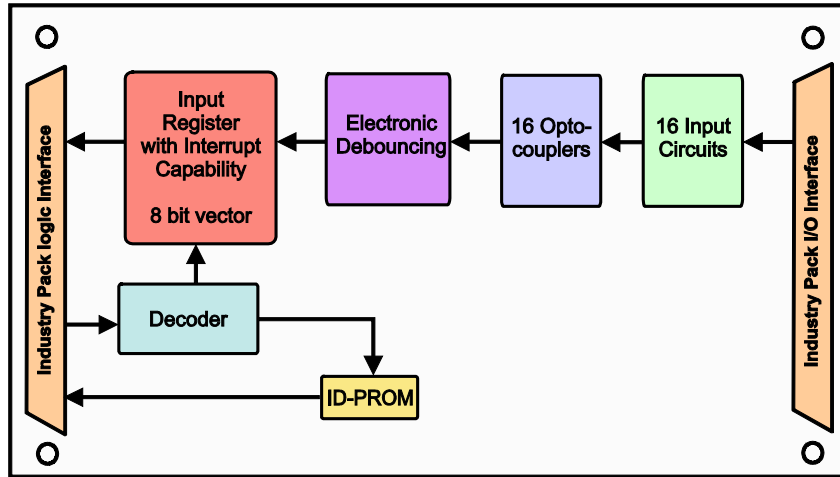 Industry Pack logic Interface
Input
Register
with Interrupt
Capability
8 bit vector
Electronic
Debouncing
16 Opto-
couplers
16 Input
Circuits
Industry Pack I/O Interface
Decoder
ID-PROM